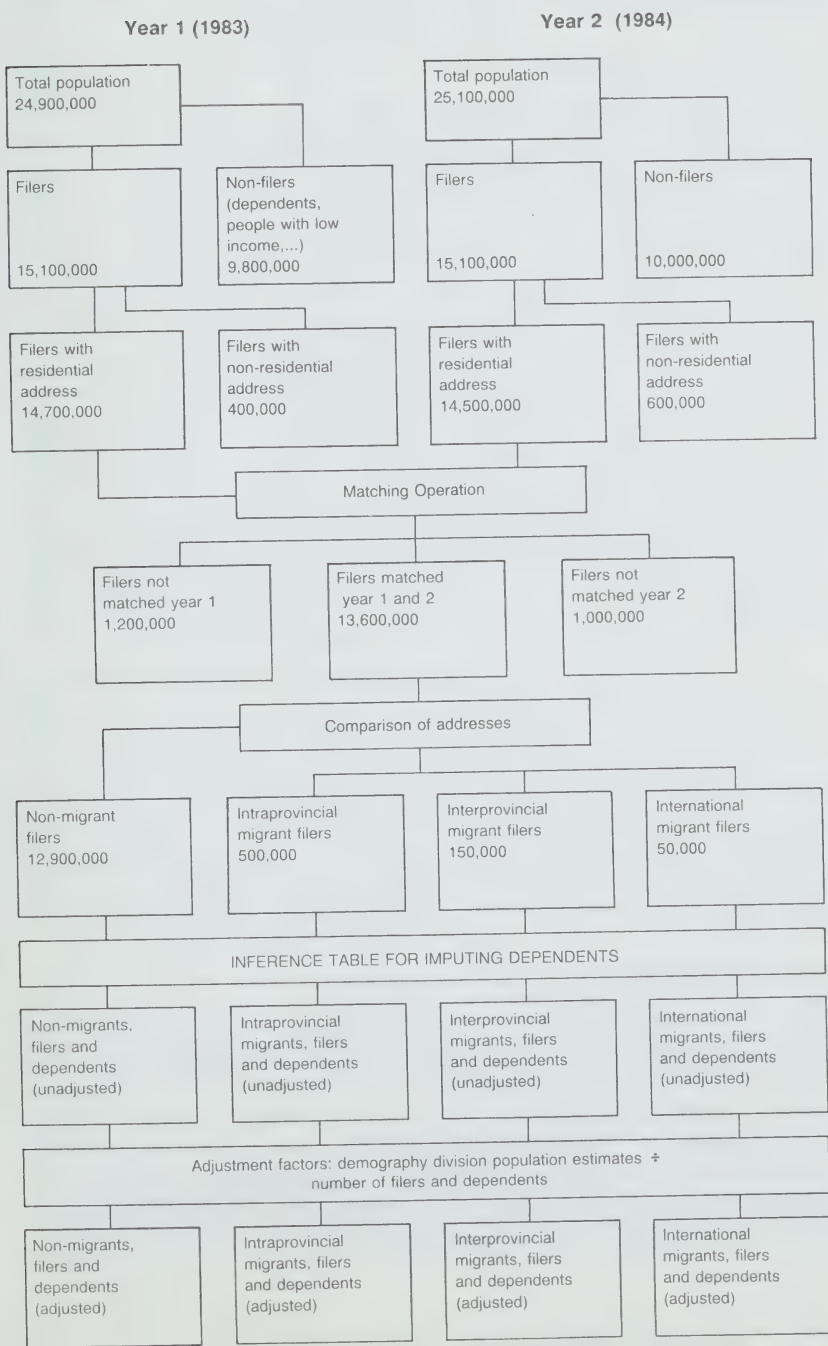 Year 1 (1983)
Year 2 (1984)
Total population
24,900,000
Total population
25,100,000
Filers
15,100,000
Non-filers
(dependents,
people with low
income,...)
9,800,000
Filers
15,100,000
Non-filers
10,000,000
Filers with
residential
address
14,700,000
Filers with
non-residential
address
400,000
Filers with
residential
address
14,500,000
Filers with
non-residential
address
600,000
Matching Operation
Filers not
matched year 1
1,200,000
Filers matched
year 1 and 2
13,600,000
Filers not
matched year 2
1,000,000
Comparison of addresses
Non-migrant
filers
12,900,000
Intraprovincial
migrant filers
500,000
Interprovincial
migrant filers
150,000
International
migrant filers
50,000
INFERENCE TABLE FOR IMPUTING DEPENDENTS
Non-migrants,
filers and
dependents
(unadjusted)
Intraprovincial
migrants, filers
and dependents
(unadjusted)
Interprovincial
migrants, filers
and dependents
(unadjusted)
International
migrants, filers
and dependents
(unadjusted)
Adjustment factors: demography division population estimates ÷
number of filers and dependents
Non-migrants,
filers and
dependents
(adjusted)
Intraprovincial
migrants, filers
and dependents
(adjusted)
Interprovincial
migrants, filers
and dependents
(adjusted)
International
migrants, filers
and dependents
(adjusted)